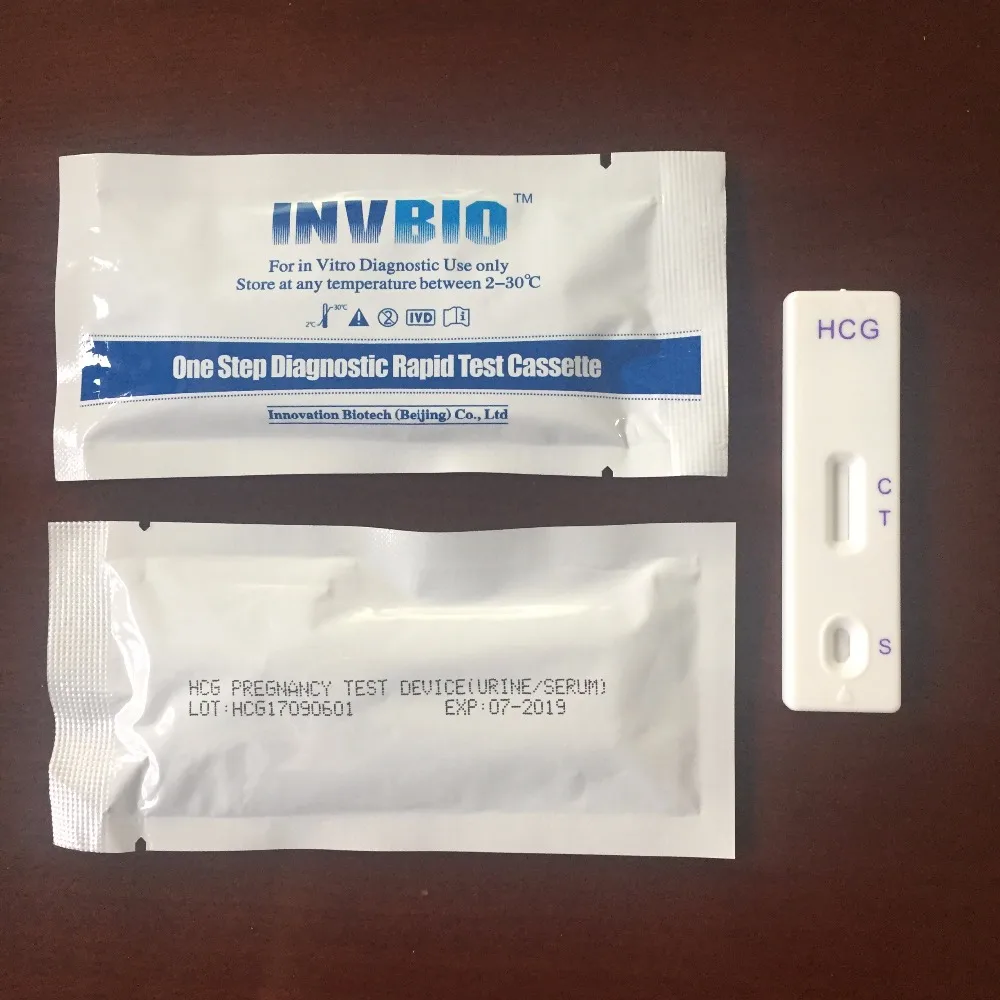 INVBIO™
For in Vitro Diagnostic Use only
Store at any temperature between 2-30℃
2℃ 30℃ 2 IVD i
One Step Diagnostic Rapid Test Cassette
Innovation Biotech (Beijing) Co., Ltd
HCG PREGNANCY TEST DEVICE(URINE/SERUM)
LOT:HCG17090601 EXP:07-2019
HCG
C
T
S